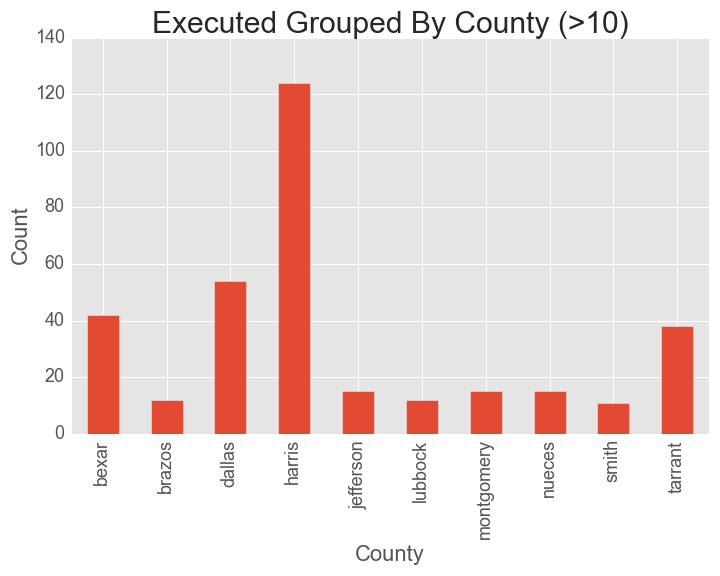 Executed Grouped By County (>10)
140
120
100
80
60
40
20
0
Count
bexar
brazos
dallas
harris
jefferson
lubbock
montgomery
nueces
smith
tarrant
County